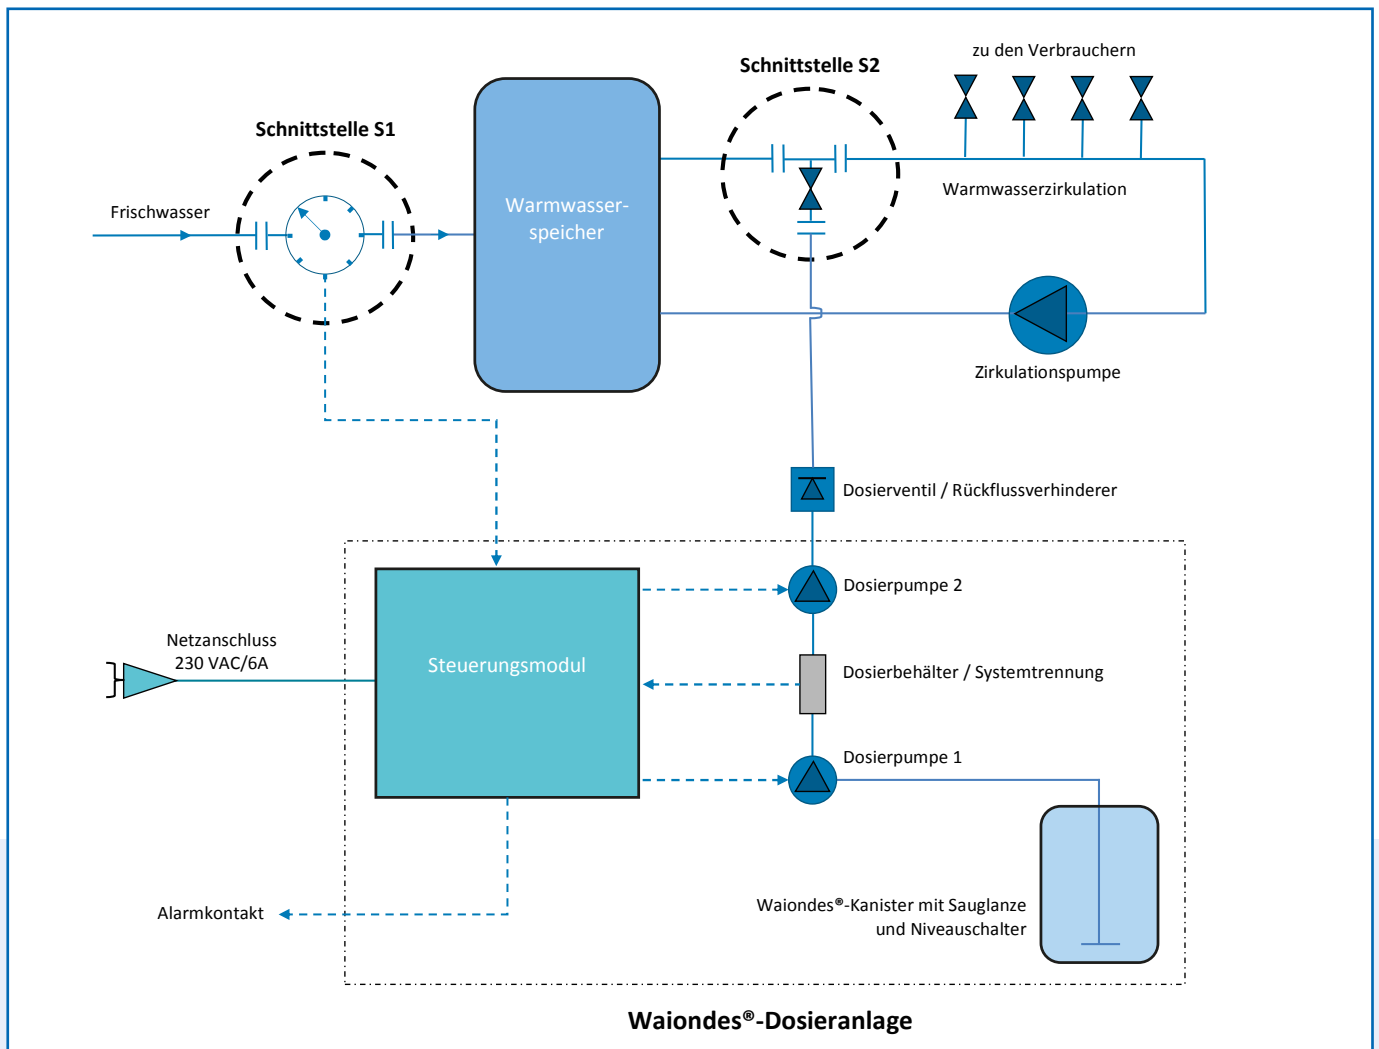 zu den Verbrauchern
Schnittstelle S2
Schnittstelle S1
Warmwasserzirkulation
Frischwasser
Warmwasser-
speicher
Zirkulationspumpe
Dosierventil / Rückflussverhinderer
Dosierpumpe 2
Netzanschluss
230 VAC/6A
Steuerungsmodul
Dosierbehälter / Systemtrennung
Dosierpumpe 1
Alarmkontakt
Waiondes®-Kanister mit Sauglanze
und Niveauschalter
Waiondes®-Dosieranlage